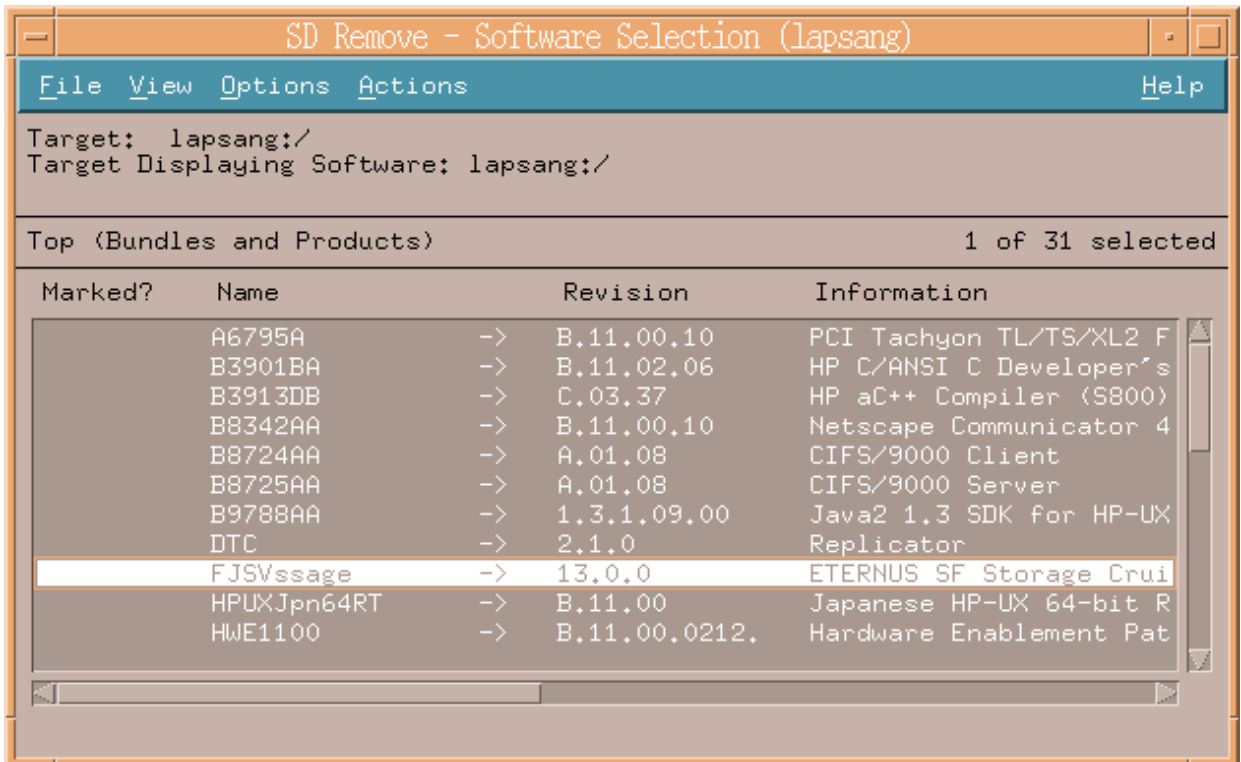 SD Remove - Software Selection (lapsang)
File View Options Actions Help
Target: lapsang:/
Target Displaying Software: lapsang:/
Top (Bundles and Products) 1 of 31 selected
Marked? Name Revision Information
A6795A -> B.11.00.10 PCI Tachyon TL/TS/XL2 F
B3901BA -> B.11.02.06 HP C/ANSI C Developer's
B3913DB -> C.03.37 HP aC++ Compiler (S800)
B8342AA -> B.11.00.10 Netscape Communicator 4
B8724AA -> A.01.08 CIFS/9000 Client
B8725AA -> A.01.08 CIFS/9000 Server
B9788AA -> 1.3.1.09.00 Java2 1.3 SDK for HP-UX
DTC -> 2.1.0 Replicator
FJSVssage -> 13.0.0 ETERNUS SF Storage Crui
HPUXJpn64RT -> B.11.00 Japanese HP-UX 64-bit R
HWE1100 -> B.11.00.0212. Hardware Enablement Pat